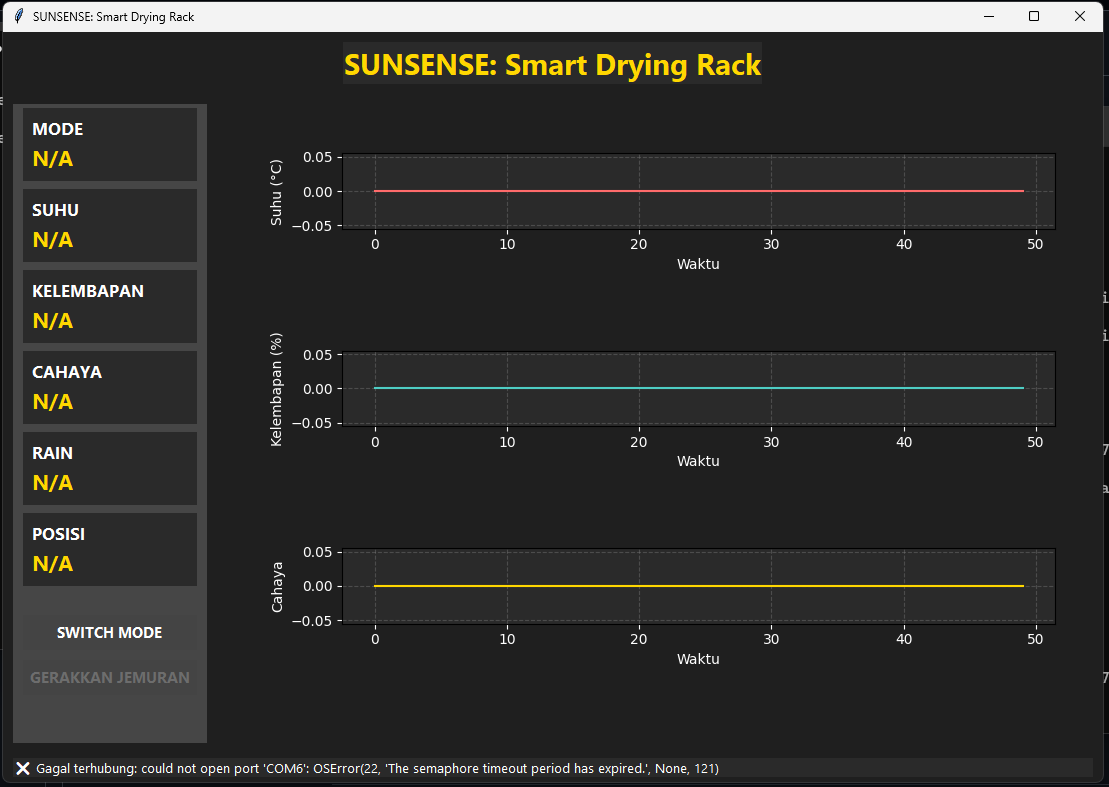 SUNSENSE: Smart Drying Rack
SUNSENSE: Smart Drying Rack
MODE
N/A
SUHU
N/A
KELEMBAPAN
N/A
CAHAYA
N/A
RAIN
N/A
POSISI
N/A
SWITCH MODE
GERAKKAN JEMURAN
Suhu (°C)
0.05
0.00
−0.05
0 10 20 30 40 50
Waktu
Kelembapan (%)
0.05
0.00
−0.05
0 10 20 30 40 50
Waktu
Cahaya
0.05
0.00
−0.05
0 10 20 30 40 50
Waktu
❌ Gagal terhubung: could not open port 'COM6': OSError(22, 'The semaphore timeout period has expired.', None, 121)